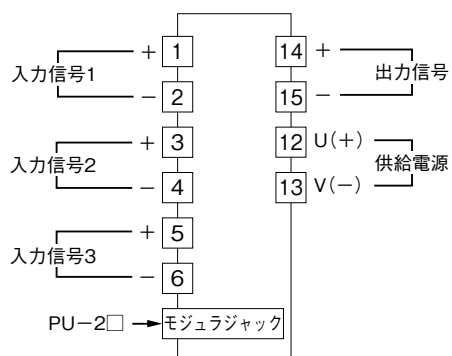 入力信号1
+ 1
− 2
入力信号2
+ 3
− 4
入力信号3
+ 5
− 6
PU−2□ モジュラジャック
14 +
15 −
出力信号
12 U(+)
13 V(−)
供給電源